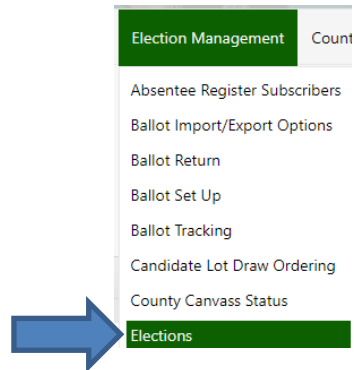 Election Management Count
Absentee Register Subscribers
Ballot Import/Export Options
Ballot Return
Ballot Set Up
Ballot Tracking
Candidate Lot Draw Ordering
County Canvass Status
Elections